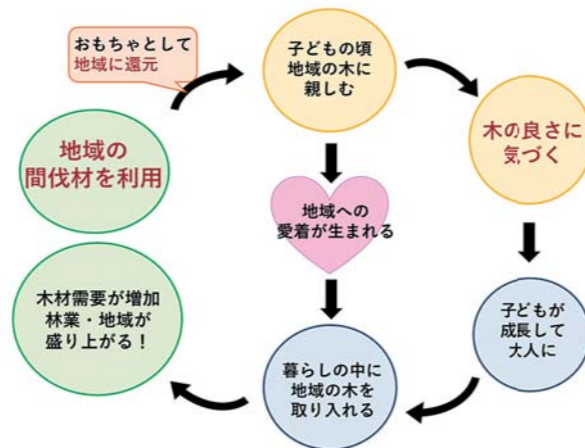 おもちゃとして
地域に還元
子どもの頃
地域の木に
親しむ
木の良さに
気づく
地域の
間伐材を利用
地域への
愛着が生まれる
木材需要が増加
林業・地域が
盛り上がる！
暮らしの中に
地域の木を
取り入れる
子どもが
成長して
大人に